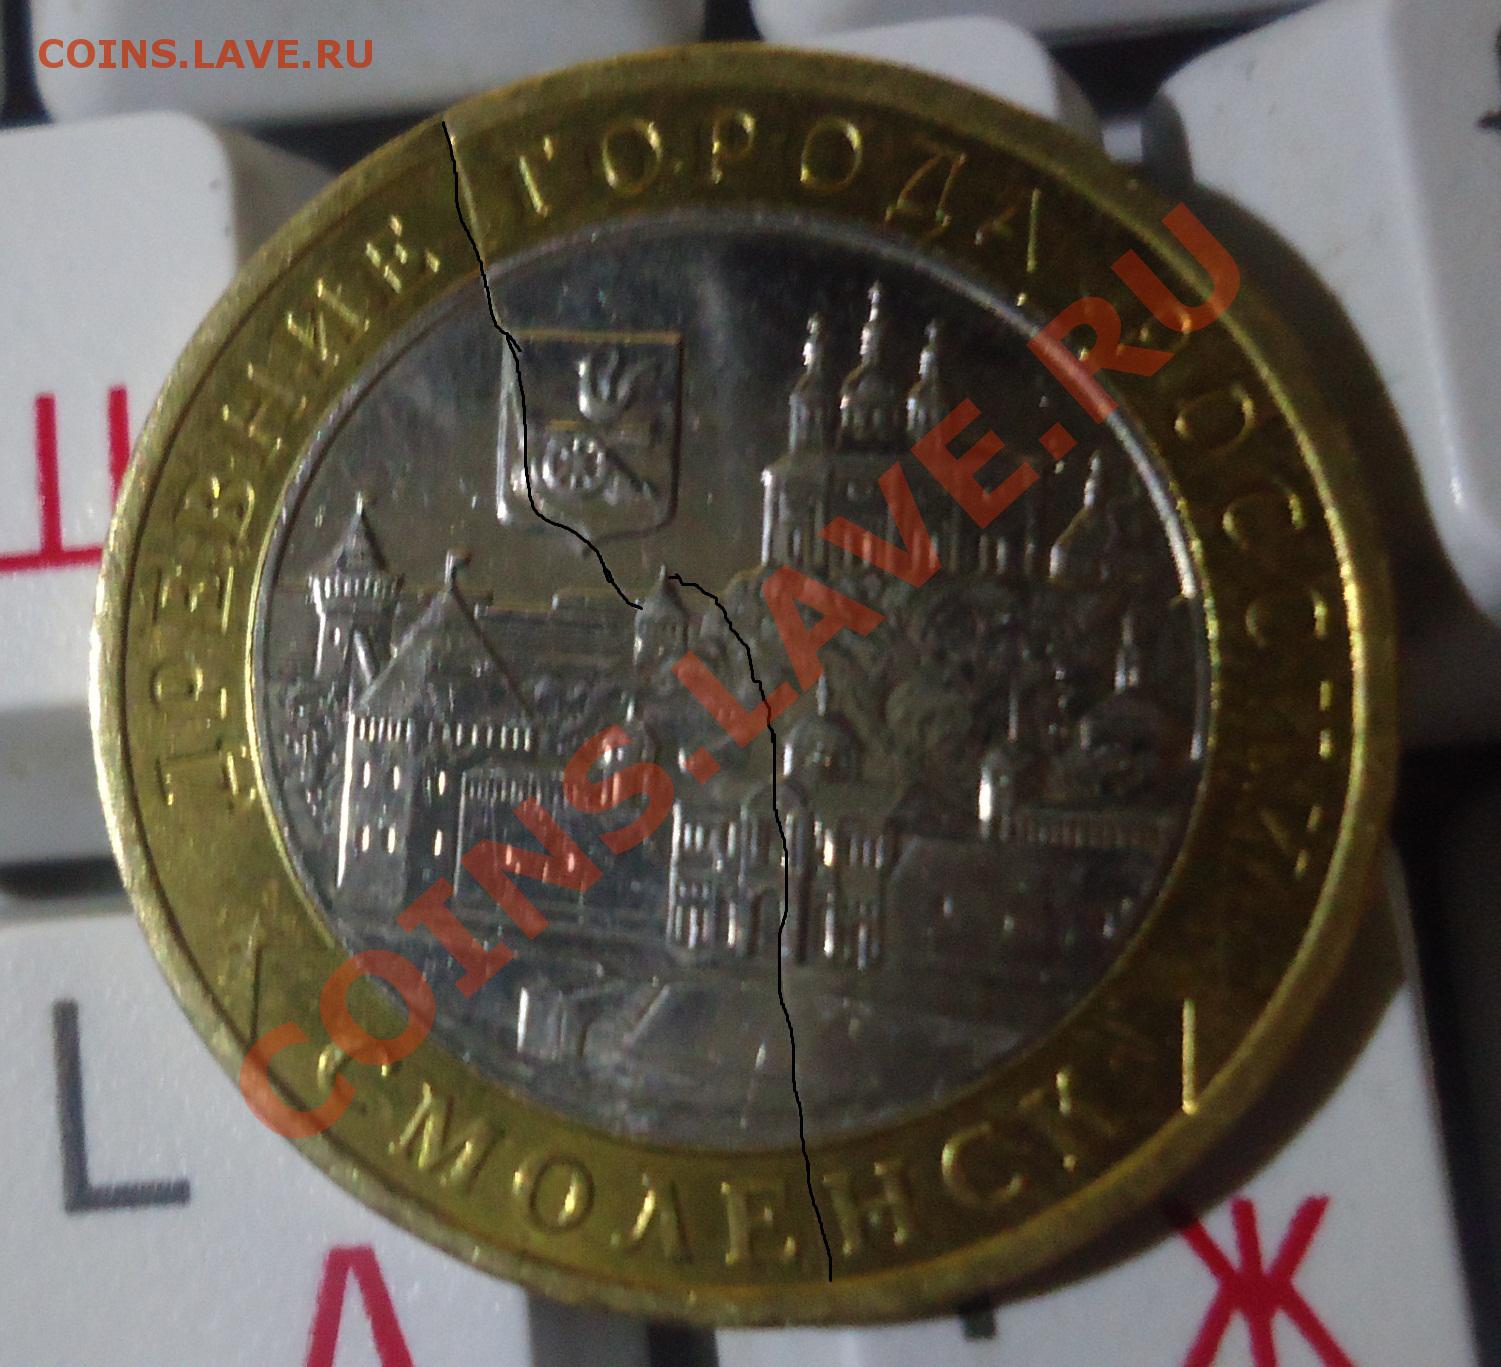 COINS.LAVE.RU
ДРЕВНИЕ ГОРОДА РОССИИ
СМОЛЕНСК
COINS.LAVE.RU
Ш
L
Д
Ж